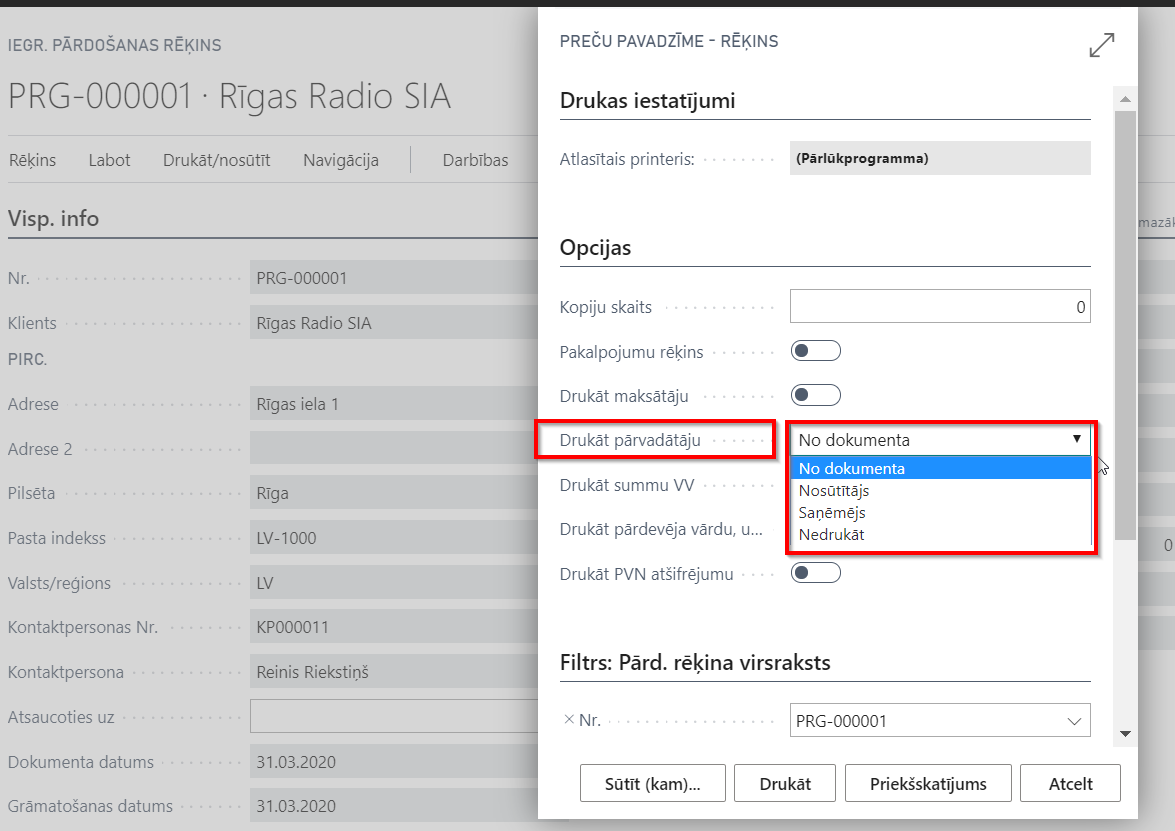 IEGR. PĀRDOŠANAS RĒĶINS
PRG-000001 · Rīgas Radio SIA
Rēķins Labot Drukāt/nosūtīt Navigācija Darbības
Visp. info
Nr. PRG-000001
Klients Rīgas Radio SIA
PIRC.
Adrese Rīgas iela 1
Adrese 2
Pilsēta Rīga
Pasta indekss LV-1000
Valsts/reģions LV
Kontaktpersonas Nr. KP000011
Kontaktpersona Reinis Riekstiņš
Atsaucoties uz
Dokumenta datums 31.03.2020
Grāmatošanas datums 31.03.2020
PREČU PAVADZĪME - RĒĶINS
Drukas iestatījumi
Atlasītais printeris: (Pārlūkprogramma)
Opcijas
Kopiju skaits 0
Pakalpojumu rēķins
Drukāt maksātāju
Drukāt pārvadātāju No dokumenta
No dokumenta
Nosūtītājs
Saņēmējs
Nedrukāt
Drukāt summu VV
Drukāt pārdevēja vārdu, u...
Drukāt PVN atšifrējumu
Filtrs: Pārd. rēķina virsraksts
× Nr. PRG-000001
Sūtīt (kam)... Drukāt Priekšskatījums Atcelt
mazāk
0